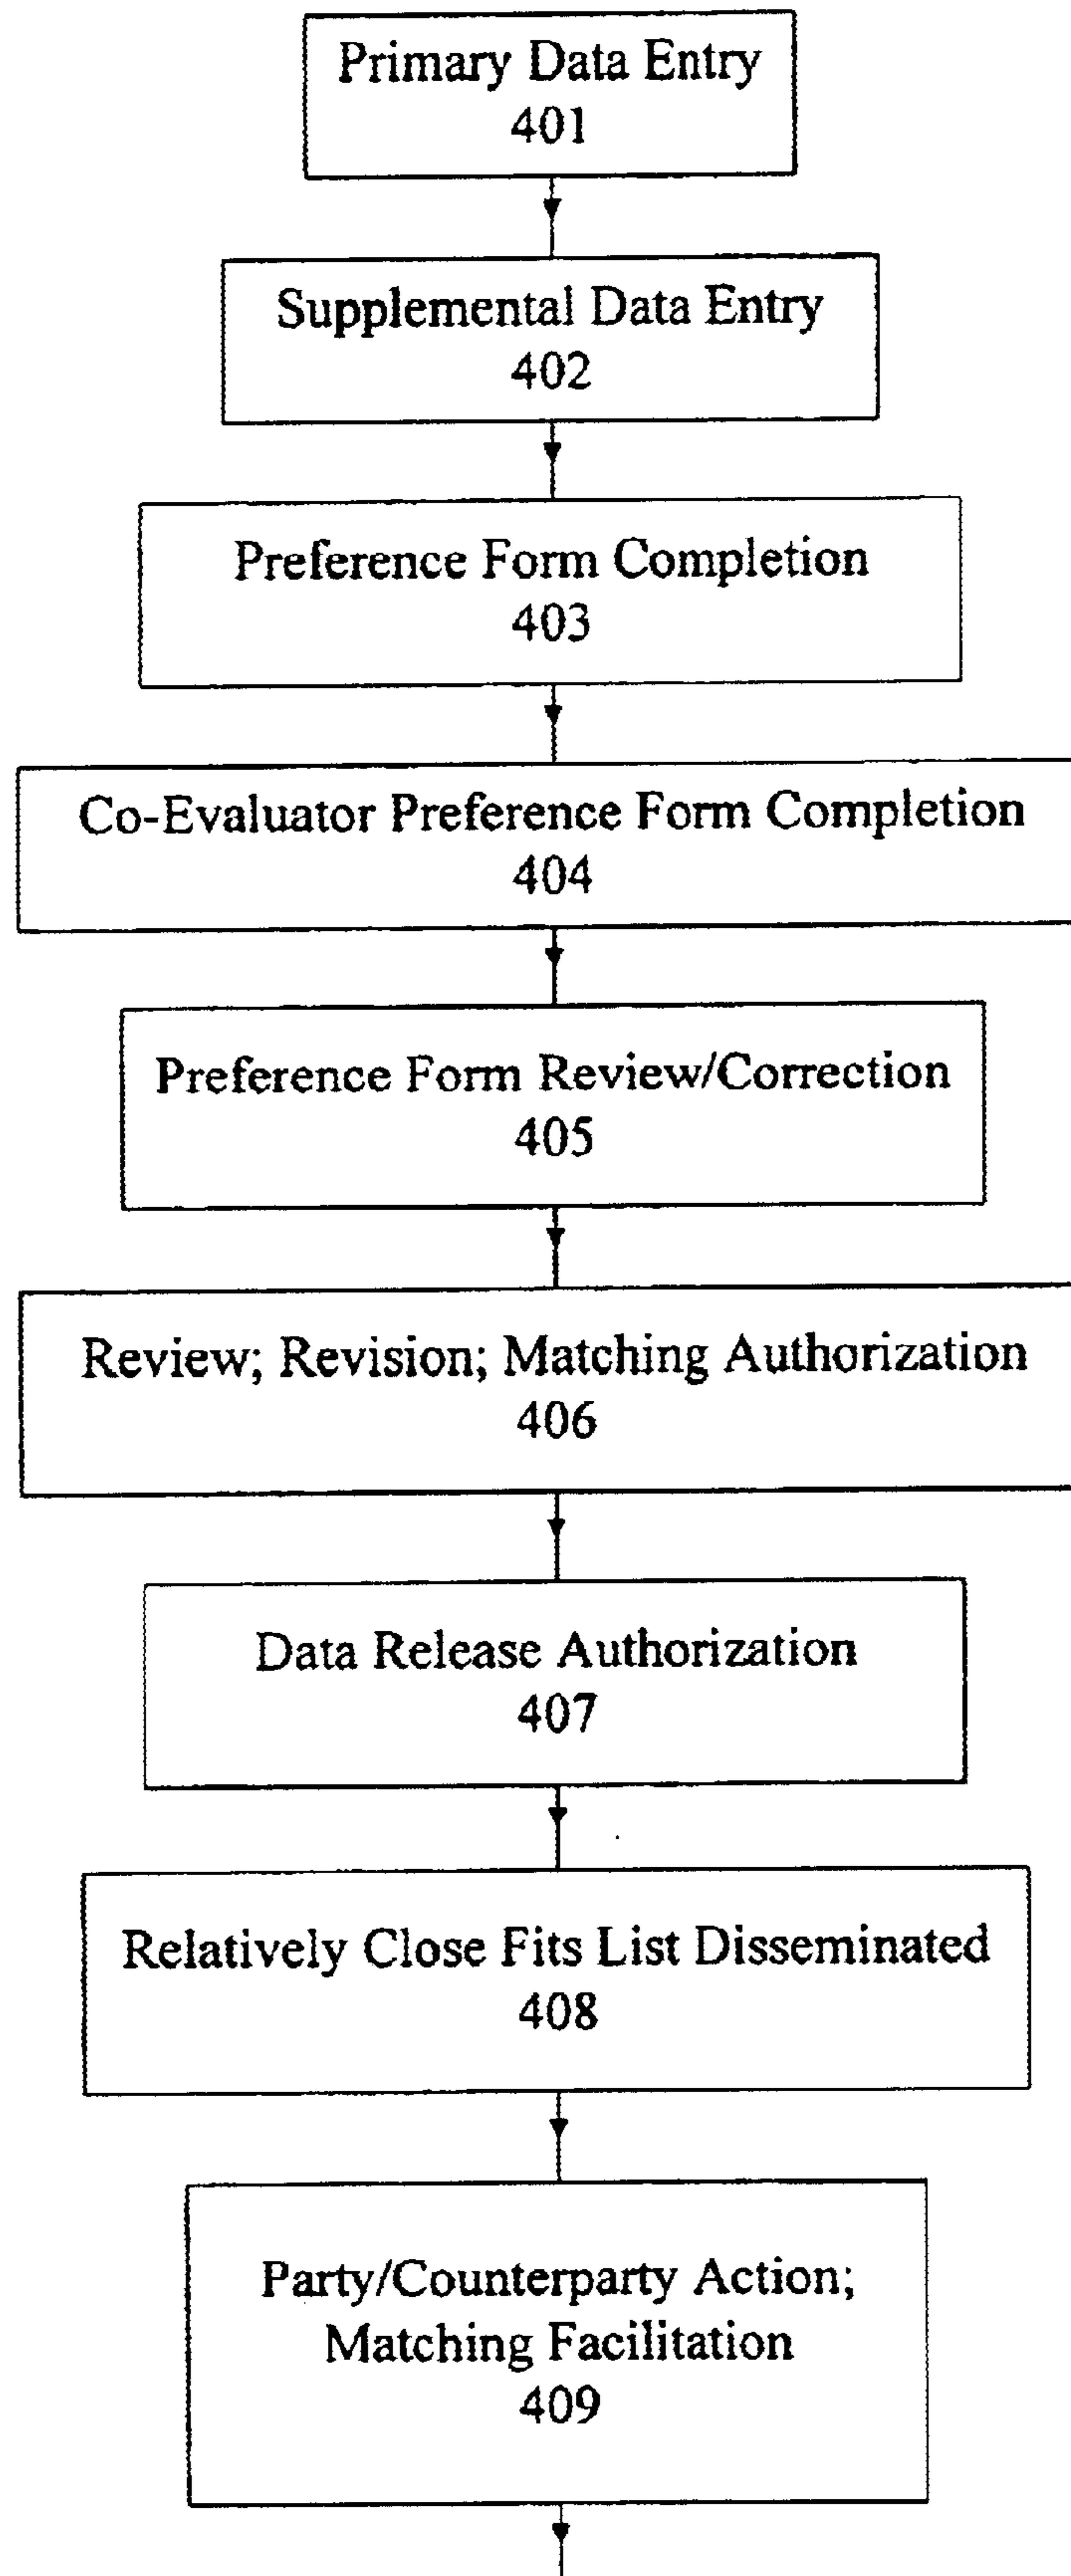 Primary Data Entry
401
Supplemental Data Entry
402
Preference Form Completion
403
Co-Evaluator Preference Form Completion
404
Preference Form Review/Correction
405
Review; Revision; Matching Authorization
406
Data Release Authorization
407
Relatively Close Fits List Disseminated
408
Party/Counterparty Action;
Matching Facilitation
409